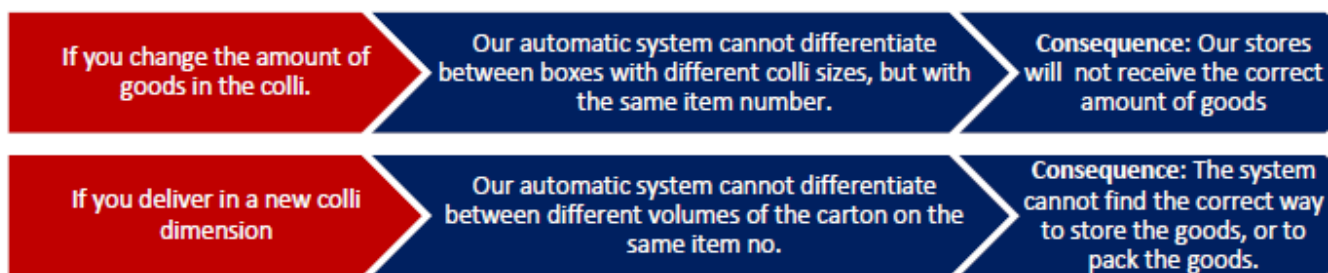 If you change the amount of
goods in the colli.
Our automatic system cannot differentiate
between boxes with different colli sizes, but with
the same item number.
Consequence: Our stores
will not receive the correct
amount of goods
If you deliver in a new colli
dimension
Our automatic system cannot differentiate
between different volumes of the carton on the
same item no.
Consequence: The system
cannot find the correct way
to store the goods, or to
pack the goods.